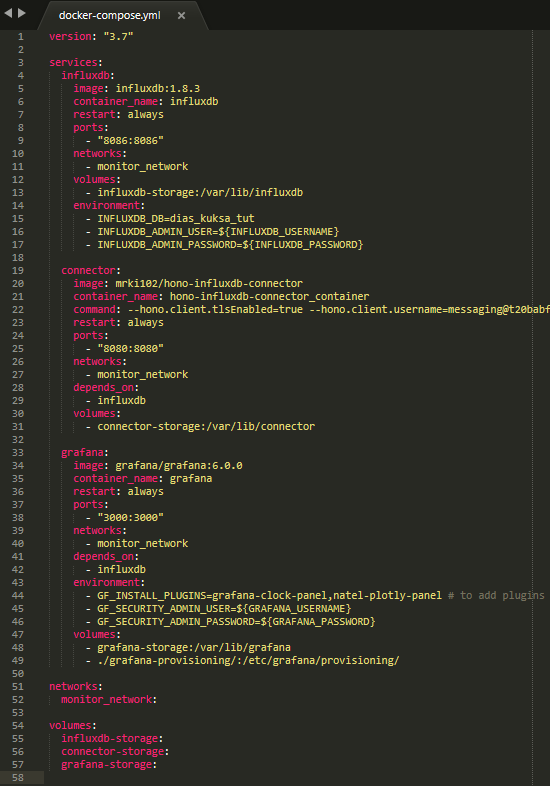 docker-compose.yml ×
1 version: "3.7"
2
3 services:
4   influxdb:
5     image: influxdb:1.8.3
6     container_name: influxdb
7     restart: always
8     ports:
9       - "8086:8086"
10     networks:
11       - monitor_network
12     volumes:
13       - influxdb-storage:/var/lib/influxdb
14     environment:
15       - INFLUXDB_DB=dias_kuksa_tut
16       - INFLUXDB_ADMIN_USER=${INFLUXDB_USERNAME}
17       - INFLUXDB_ADMIN_PASSWORD=${INFLUXDB_PASSWORD}
18
19   connector:
20     image: mrki102/hono-influxdb-connector
21     container_name: hono-influxdb-connector_container
22     command: --hono.client.tlsEnabled=true --hono.client.username=messaging@t20babf
23     restart: always
24     ports:
25       - "8080:8080"
26     networks:
27       - monitor_network
28     depends_on:
29       - influxdb
30     volumes:
31       - connector-storage:/var/lib/connector
32
33   grafana:
34     image: grafana/grafana:6.0.0
35     container_name: grafana
36     restart: always
37     ports:
38       - "3000:3000"
39     networks:
40       - monitor_network
41     depends_on:
42       - influxdb
43     environment:
44       - GF_INSTALL_PLUGINS=grafana-clock-panel,natel-plotly-panel # to add plugins
45       - GF_SECURITY_ADMIN_USER=${GRAFANA_USERNAME}
46       - GF_SECURITY_ADMIN_PASSWORD=${GRAFANA_PASSWORD}
47     volumes:
48       - grafana-storage:/var/lib/grafana
49       - ./grafana-provisioning/:/etc/grafana/provisioning/
50
51 networks:
52   monitor_network:
53
54 volumes:
55   influxdb-storage:
56   connector-storage:
57   grafana-storage:
58